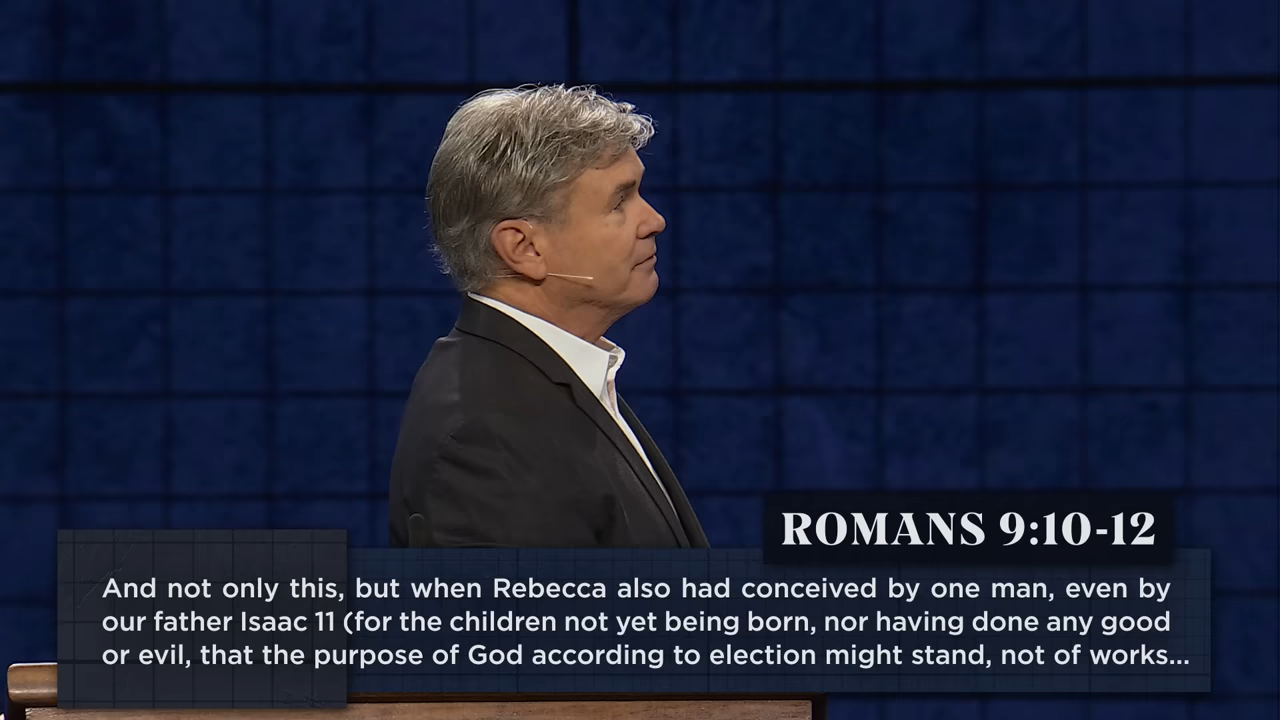 ROMANS 9:10-12
And not only this, but when Rebecca also had conceived by one man, even by
our father Isaac 11 (for the children not yet being born, nor having done any good
or evil, that the purpose of God according to election might stand, not of works...